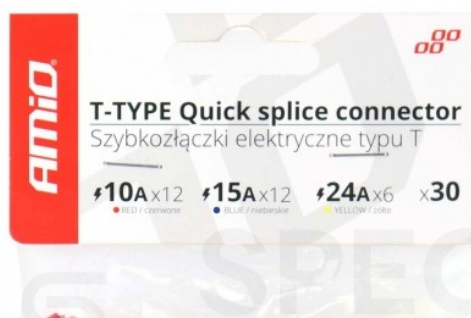 AMiO
T-TYPE Quick splice connector
Szybkozłączki elektryczne typu T
10A x12 15A x12 24A x6 x30
RED / czerwone BLUE / niebieskie YELLOW / żółte
SPEC